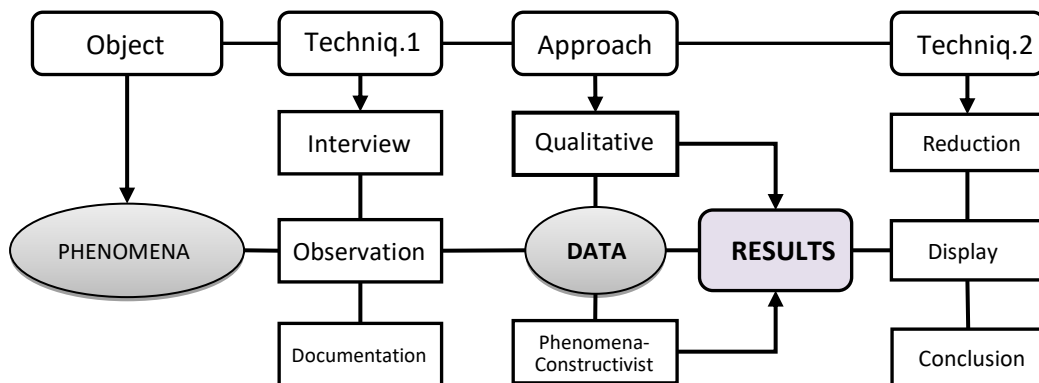 Object
Techniq.1
Approach
Techniq.2
Interview
Qualitative
Reduction
PHENOMENA
Observation
DATA
RESULTS
Display
Documentation
Phenomena-
Constructivist
Conclusion